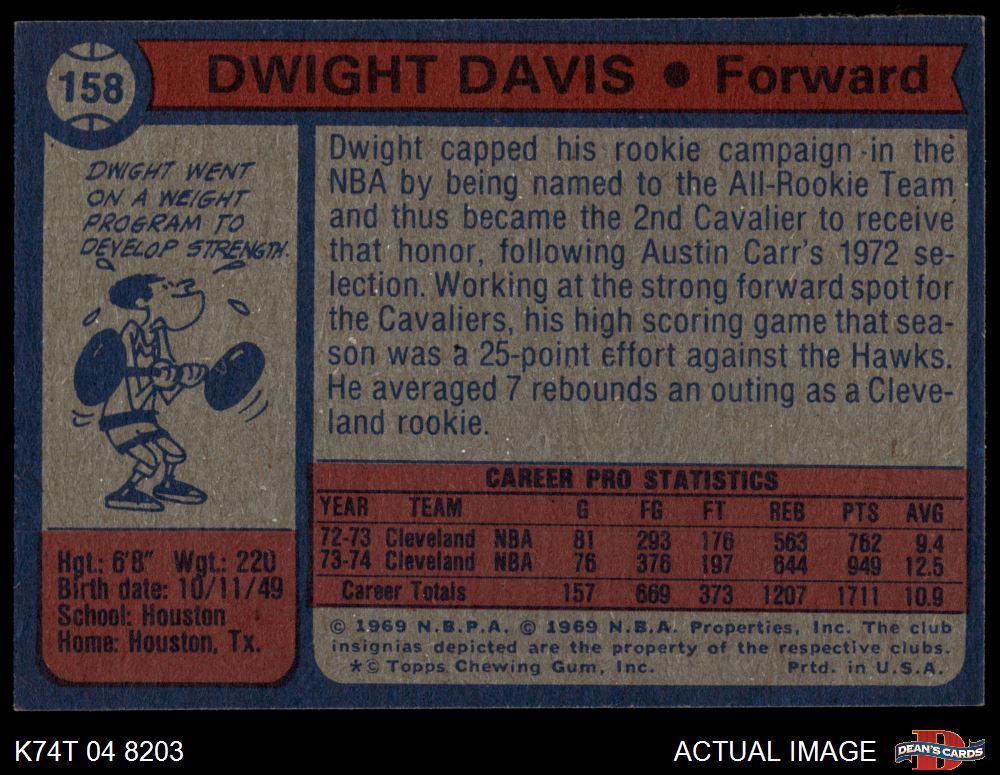 158
DWIGHT DAVIS ● Forward
DWIGHT WENT
ON A WEIGHT
PROGRAM TO
DEVELOP STRENGTH.
Hgt.: 6'8" Wgt.: 220
Birth date: 10/11/49
School: Houston
Home: Houston, Tx.
Dwight capped his rookie campaign in the
NBA by being named to the All-Rookie Team
and thus became the 2nd Cavalier to receive
that honor, following Austin Carr's 1972 se-
lection. Working at the strong forward spot for
the Cavaliers, his high scoring game that sea-
son was a 25-point effort against the Hawks.
He averaged 7 rebounds an outing as a Cleve-
land rookie.
CAREER PRO STATISTICS
YEAR TEAM G FG FT REB PTS AVG
72-73 Cleveland NBA 81 293 176 563 762 9.4
73-74 Cleveland NBA 76 376 197 644 949 12.5
Career Totals 157 669 373 1207 1711 10.9
© 1969 N.B.P.A. © 1969 N.B.A. Properties, Inc. The club
insignias depicted are the property of the respective clubs.
*© Topps Chewing Gum, Inc. Prtd. in U.S.A.
K74T 04 8203
ACTUAL IMAGE
DEAN'S CARDS